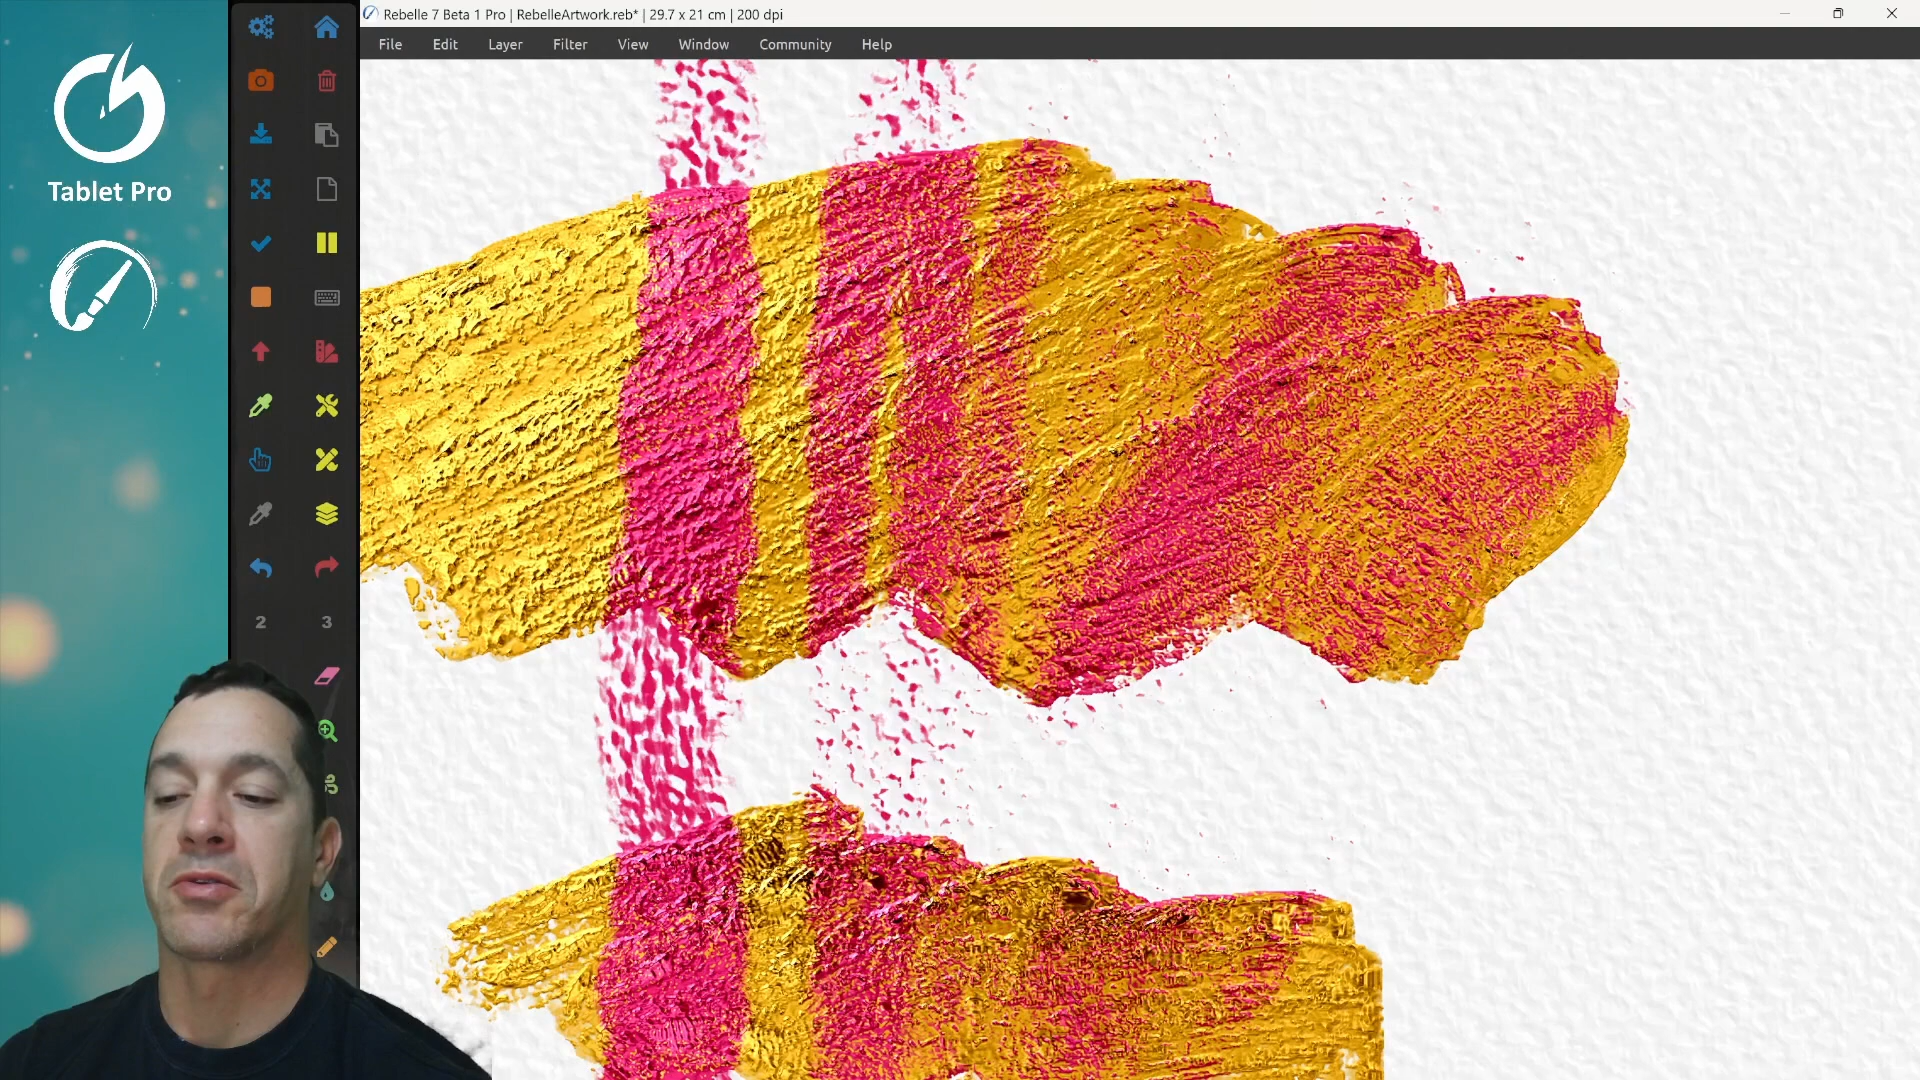 Rebelle 7 Beta 1 Pro | RebelleArtwork.reb* | 29.7 x 21 cm | 200 dpi
File Edit Layer Filter View Window Community Help
Tablet Pro
2 3